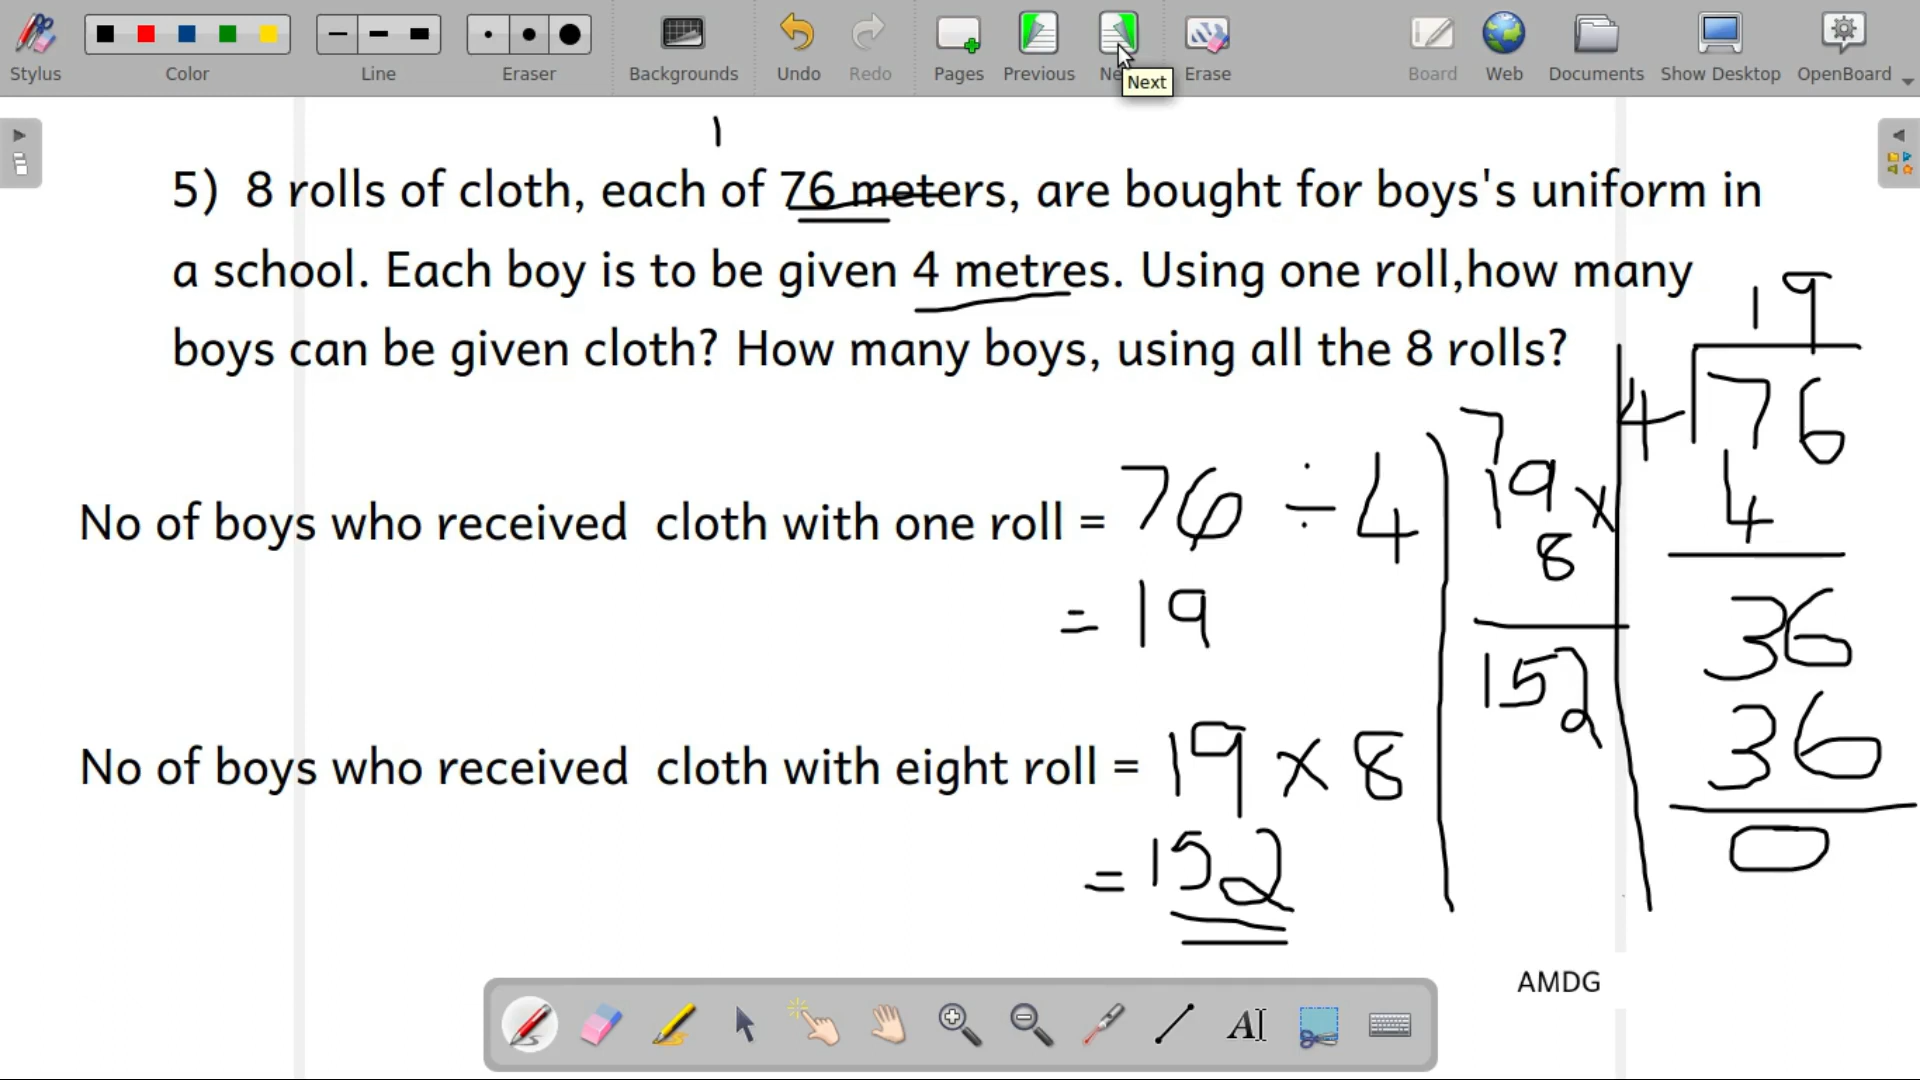 Stylus Color Line Eraser Backgrounds Undo Redo Pages Previous Ne Erase Board Web Documents Show Desktop OpenBoard
Next
5) 8 rolls of cloth, each of 76 meters, are bought for boys's uniform in
a school. Each boy is to be given 4 metres. Using one roll,how many
boys can be given cloth? How many boys, using all the 8 rolls?
No of boys who received cloth with one roll = 76 ÷ 4
= 19
No of boys who received cloth with eight roll = 19 × 8
= 152
7
19 ×
8
152
19
4 76
4
36
36
0
AMDG